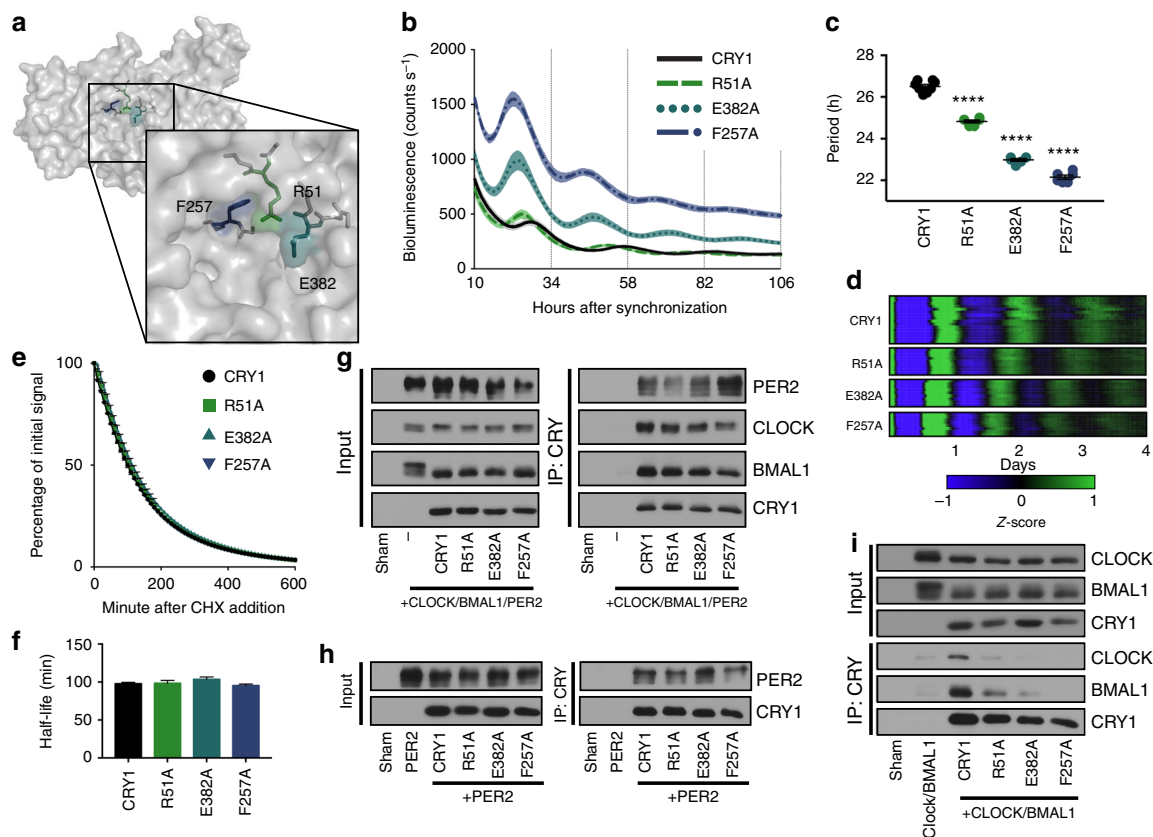 a
F257
R51
E382
b
Bioluminescence (counts s−1)
2000
1500
1000
500
0
10 34 58 82 106
Hours after synchronization
CRY1
R51A
E382A
F257A
c
Period (h)
28
26
24
22
****
****
****
CRY1
R51A
E382A
F257A
d
CRY1
R51A
E382A
F257A
1 2 3 4
Days
−1 0 1
Z-score
e
Percentage of initial signal
100
50
0
0 200 400 600
Minute after CHX addition
CRY1
R51A
E382A
F257A
f
Half-life (min)
150
100
50
0
CRY1
R51A
E382A
F257A
g
Input
IP: CRY
PER2
CLOCK
BMAL1
CRY1
Sham
–
CRY1
R51A
E382A
F257A
+CLOCK/BMAL1/PER2
Sham
–
CRY1
R51A
E382A
F257A
+CLOCK/BMAL1/PER2
h
Input
IP: CRY
PER2
CRY1
Sham
PER2
CRY1
R51A
E382A
F257A
+PER2
Sham
PER2
CRY1
R51A
E382A
F257A
+PER2
i
Input
CLOCK
BMAL1
CRY1
IP: CRY
CLOCK
BMAL1
CRY1
Sham
Clock/BMAL1
CRY1
R51A
E382A
F257A
+CLOCK/BMAL1